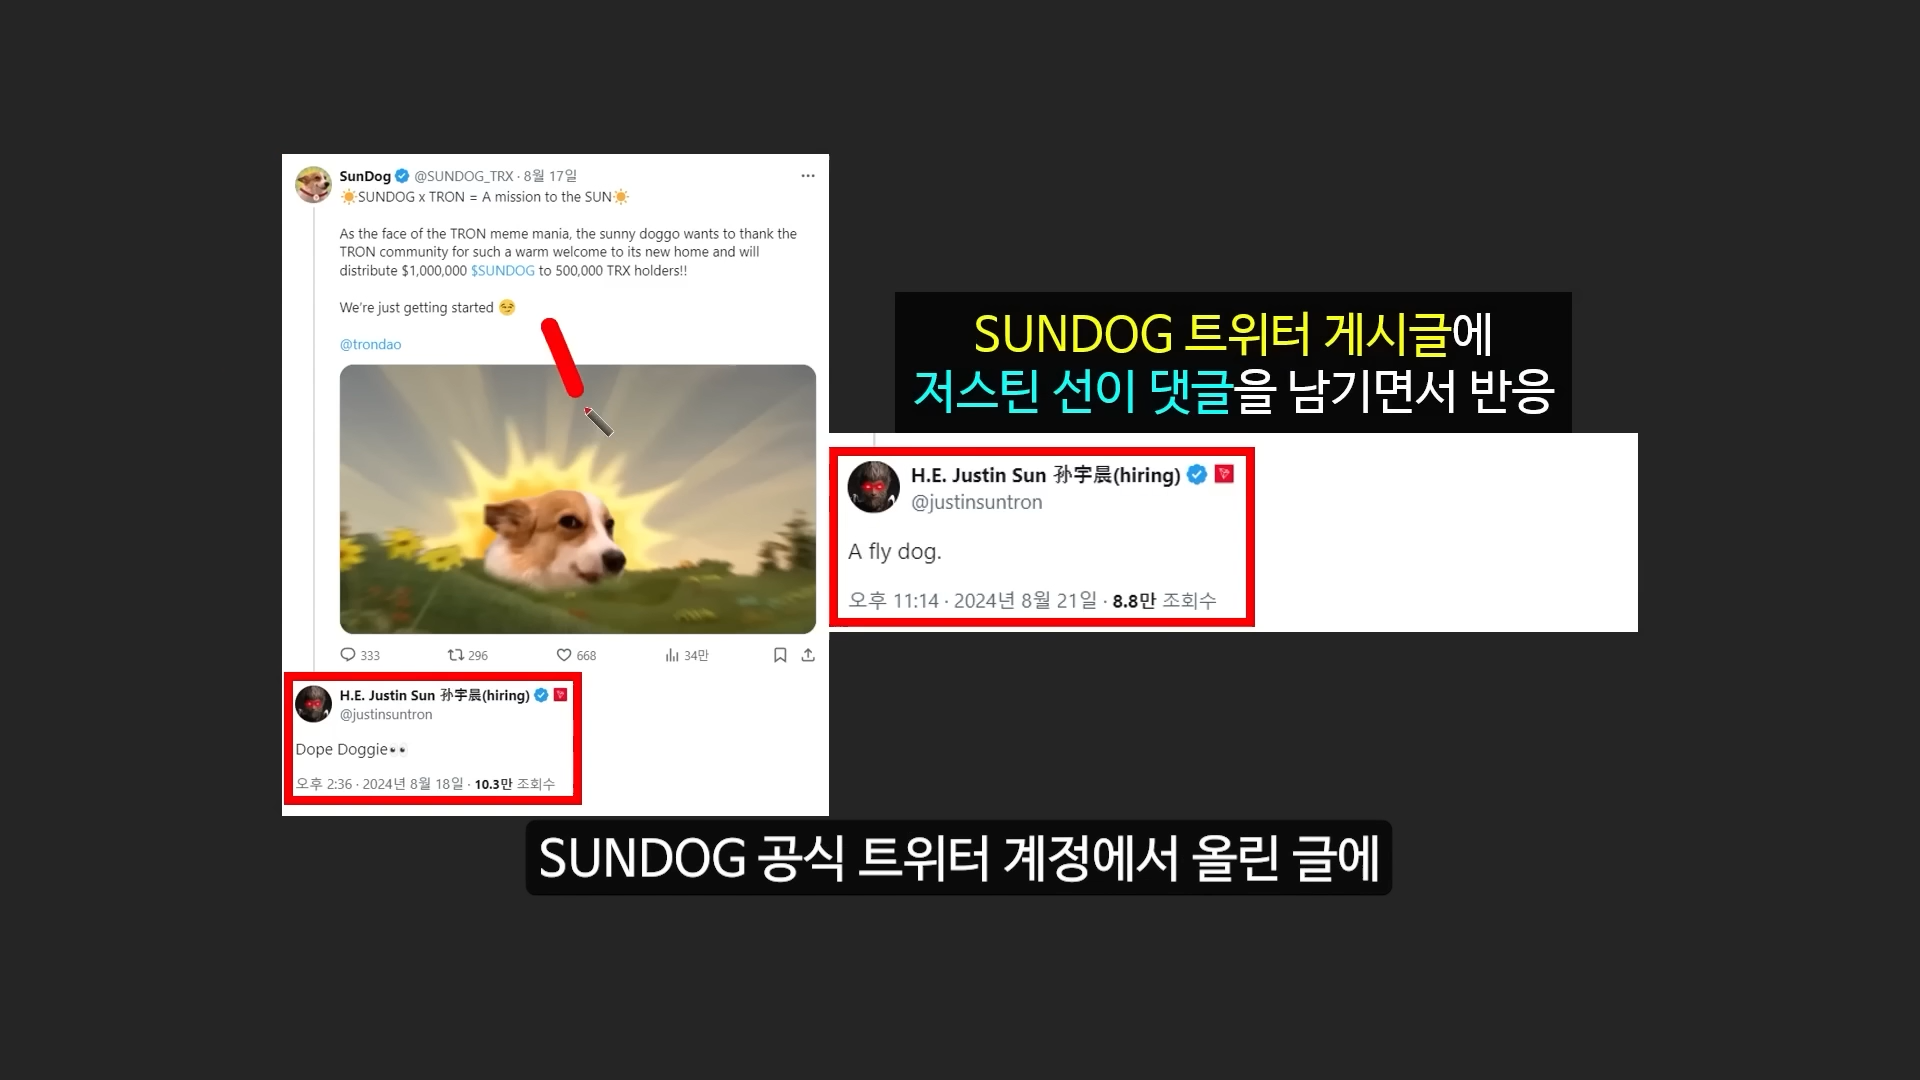 SunDog @SUNDOG_TRX · 8월 17일
☀️SUNDOG x TRON = A mission to the SUN☀️
As the face of the TRON meme mania, the sunny doggo wants to thank the
TRON community for such a warm welcome to its new home and will
distribute $1,000,000 $SUNDOG to 500,000 TRX holders!!
We're just getting started 😏
@trondao
333 296 668 34만
H.E. Justin Sun 孙宇晨(hiring)
@justinsuntron
Dope Doggie👀
오후 2:36 · 2024년 8월 18일 · 10.3만 조회수
SUNDOG 트위터 게시글에
저스틴 선이 댓글을 남기면서 반응
H.E. Justin Sun 孙宇晨(hiring)
@justinsuntron
A fly dog.
오후 11:14 · 2024년 8월 21일 · 8.8만 조회수
SUNDOG 공식 트위터 계정에서 올린 글에